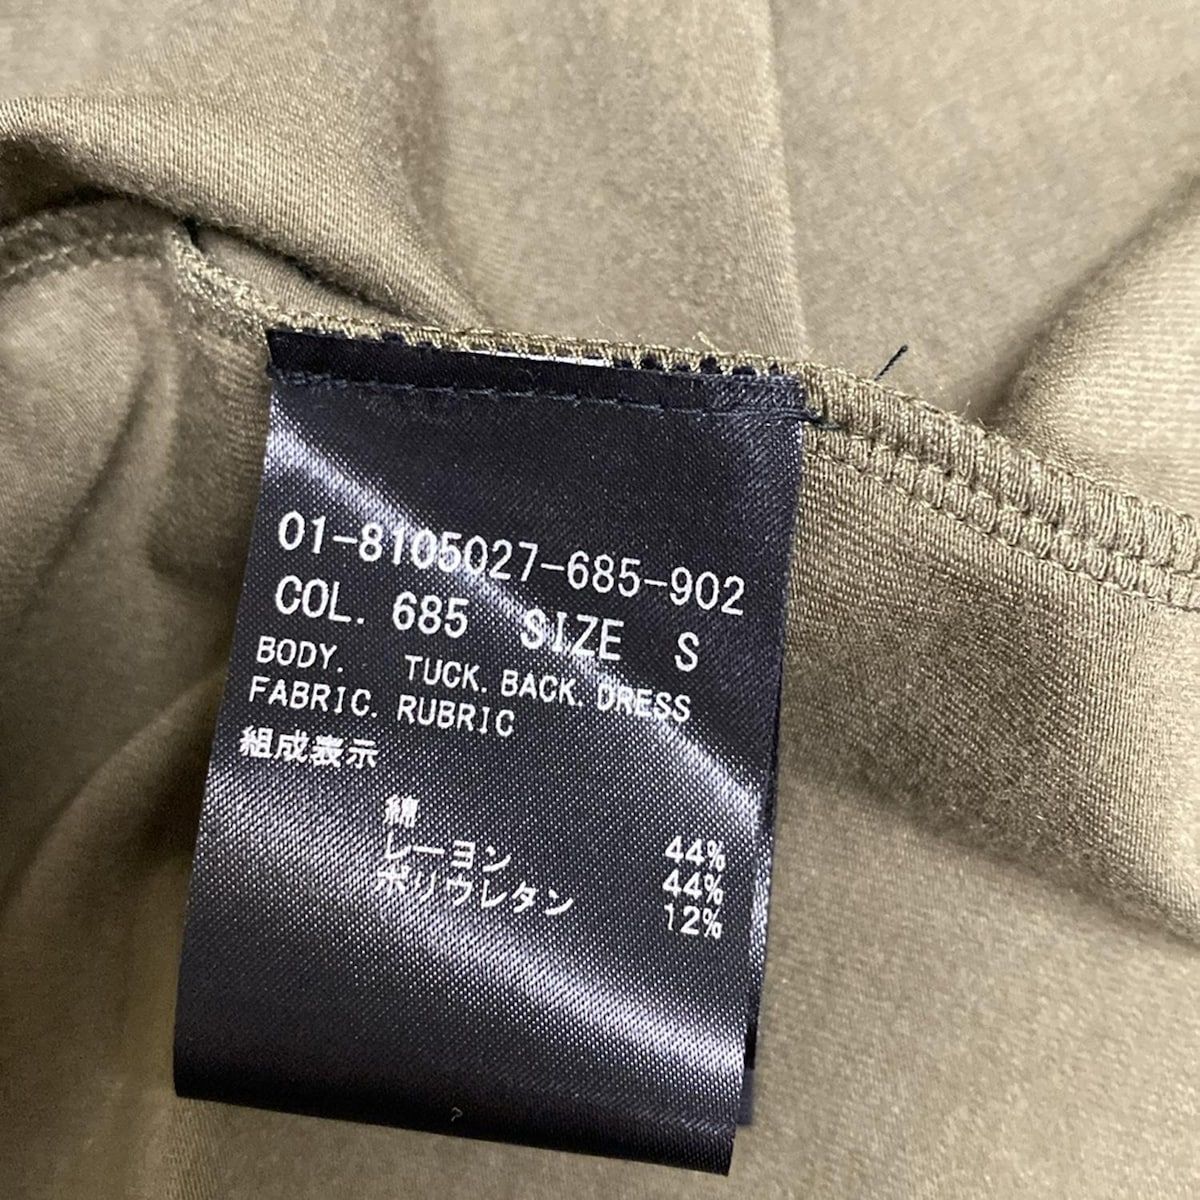 01-8105027-685-902
COL. 685 SIZE S
BODY. TUCK. BACK. DRESS
FABRIC. RUBRIC
組成表示
綿 44%
レーヨン 44%
ポリウレタン 12%